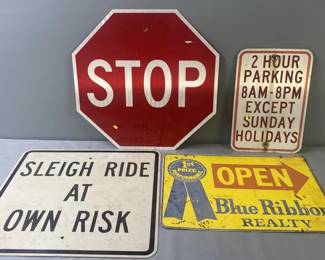 STOP
2 HOUR
PARKING
8AM-8PM
EXCEPT
SUNDAY
HOLIDAYS
SLEIGH RIDE
AT
OWN RISK
1st
PRIZE
PERFORMANCE
OPEN
Blue Ribbon
REALTY